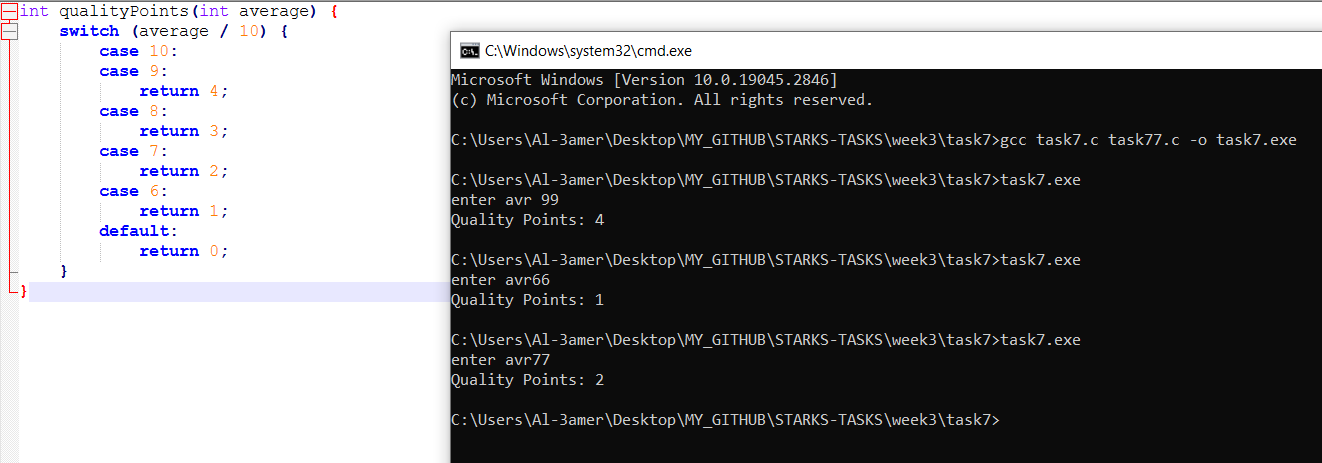 int qualityPoints(int average) {
switch (average / 10) {
case 10:
case 9:
return 4;
case 8:
return 3;
case 7:
return 2;
case 6:
return 1;
default:
return 0;
}
}
C:\Windows\system32\cmd.exe
Microsoft Windows [Version 10.0.19045.2846]
(c) Microsoft Corporation. All rights reserved.
C:\Users\Al-3amer\Desktop\MY_GITHUB\STARKS-TASKS\week3\task7>gcc task7.c task77.c -o task7.exe
C:\Users\Al-3amer\Desktop\MY_GITHUB\STARKS-TASKS\week3\task7>task7.exe
enter avr 99
Quality Points: 4
C:\Users\Al-3amer\Desktop\MY_GITHUB\STARKS-TASKS\week3\task7>task7.exe
enter avr66
Quality Points: 1
C:\Users\Al-3amer\Desktop\MY_GITHUB\STARKS-TASKS\week3\task7>task7.exe
enter avr77
Quality Points: 2
C:\Users\Al-3amer\Desktop\MY_GITHUB\STARKS-TASKS\week3\task7>